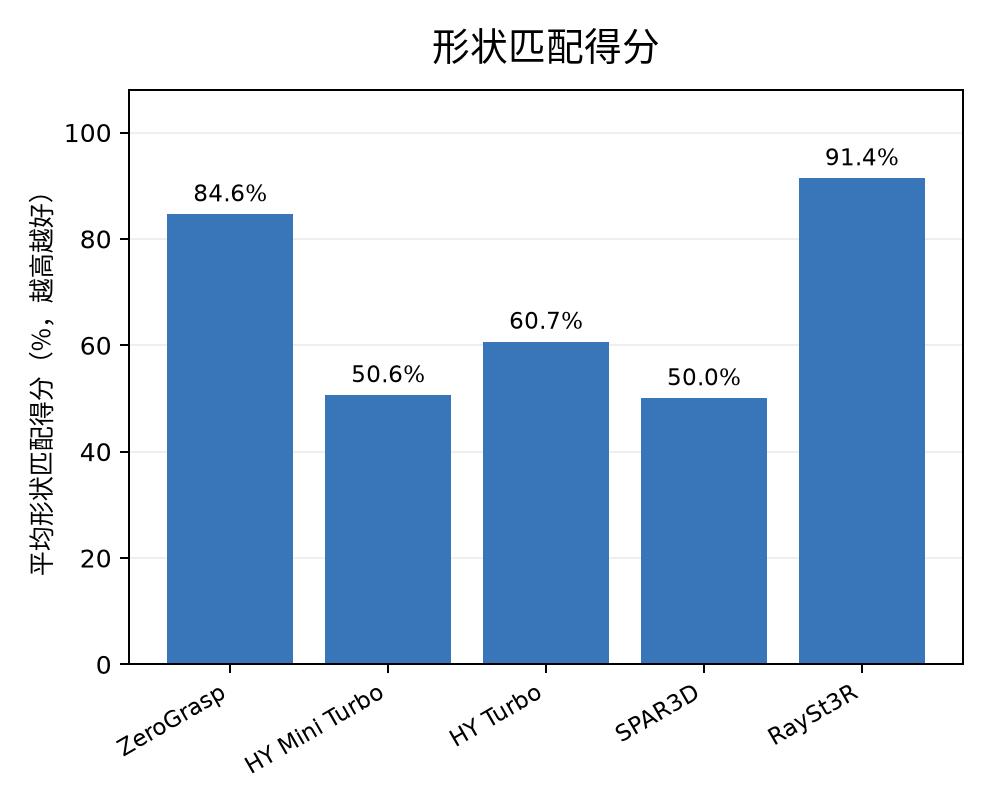 形状匹配得分
平均形状匹配得分（%，越高越好）
100
80
60
40
20
0
84.6%
50.6%
60.7%
50.0%
91.4%
ZeroGrasp
HY Mini Turbo
HY Turbo
SPAR3D
RaySt3R